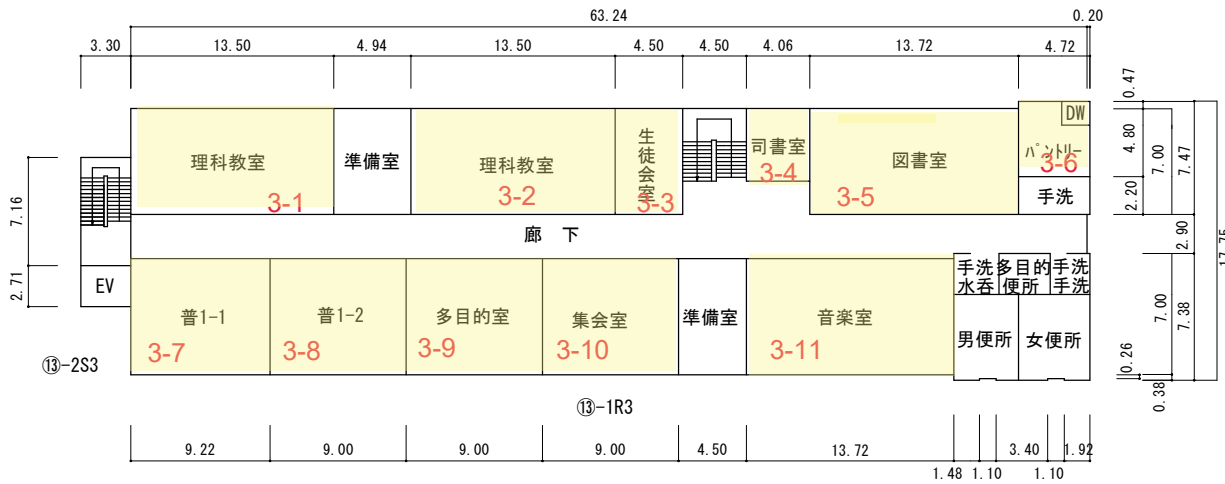 63.24
0.20
3.30
13.50
4.94
13.50
4.50
4.50
4.06
13.72
4.72
0.47
DW
理科教室
準備室
理科教室
生徒会室
司書室
図書室
パントリー
3-1
3-2
3-3
3-4
3-5
3-6
手洗
4.80
7.00
7.47
2.20
7.16
廊 下
2.90
17.75
2.71
EV
手洗
水呑
多目的
便所
手洗
手洗
普1-1
普1-2
多目的室
集会室
準備室
音楽室
男便所
女便所
3-7
3-8
3-9
3-10
3-11
7.00
7.38
0.26
0.38
⑬-2S3
⑬-1R3
9.22
9.00
9.00
9.00
4.50
13.72
1.48
1.10
3.40
1.10
1.92